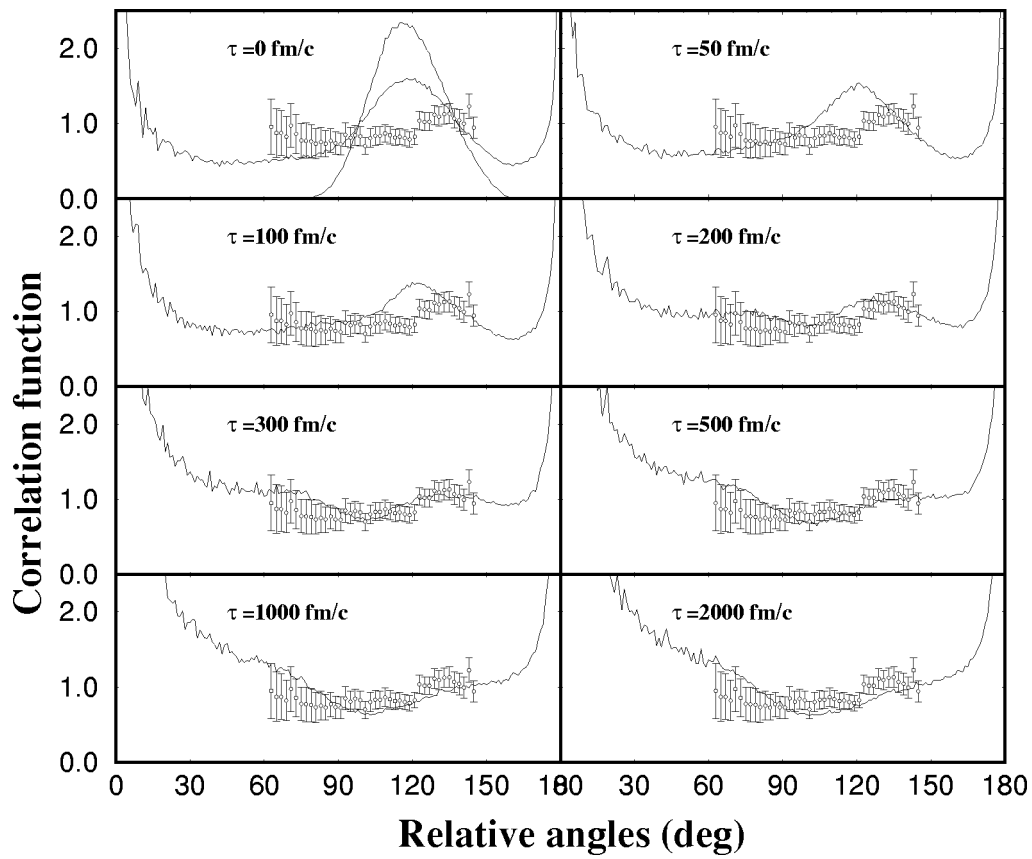 2.0
1.0
0.0
τ =0 fm/c
τ =50 fm/c
2.0
1.0
0.0
τ =100 fm/c
τ =200 fm/c
2.0
1.0
0.0
τ =300 fm/c
τ =500 fm/c
2.0
1.0
0.0
τ =1000 fm/c
τ =2000 fm/c
Correlation function
0 30 60 90 120 150 180 30 60 90 120 150 180
Relative angles (deg)